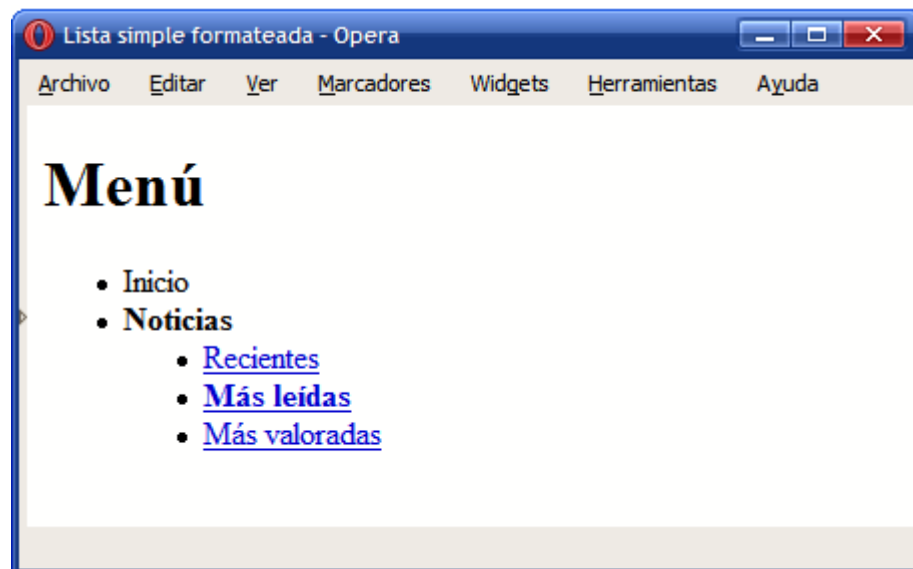 Lista simple formateada - Opera
Archivo Editar Ver Marcadores Widgets Herramientas Ayuda
Menú
Inicio
Noticias
Recientes
Más leídas
Más valoradas